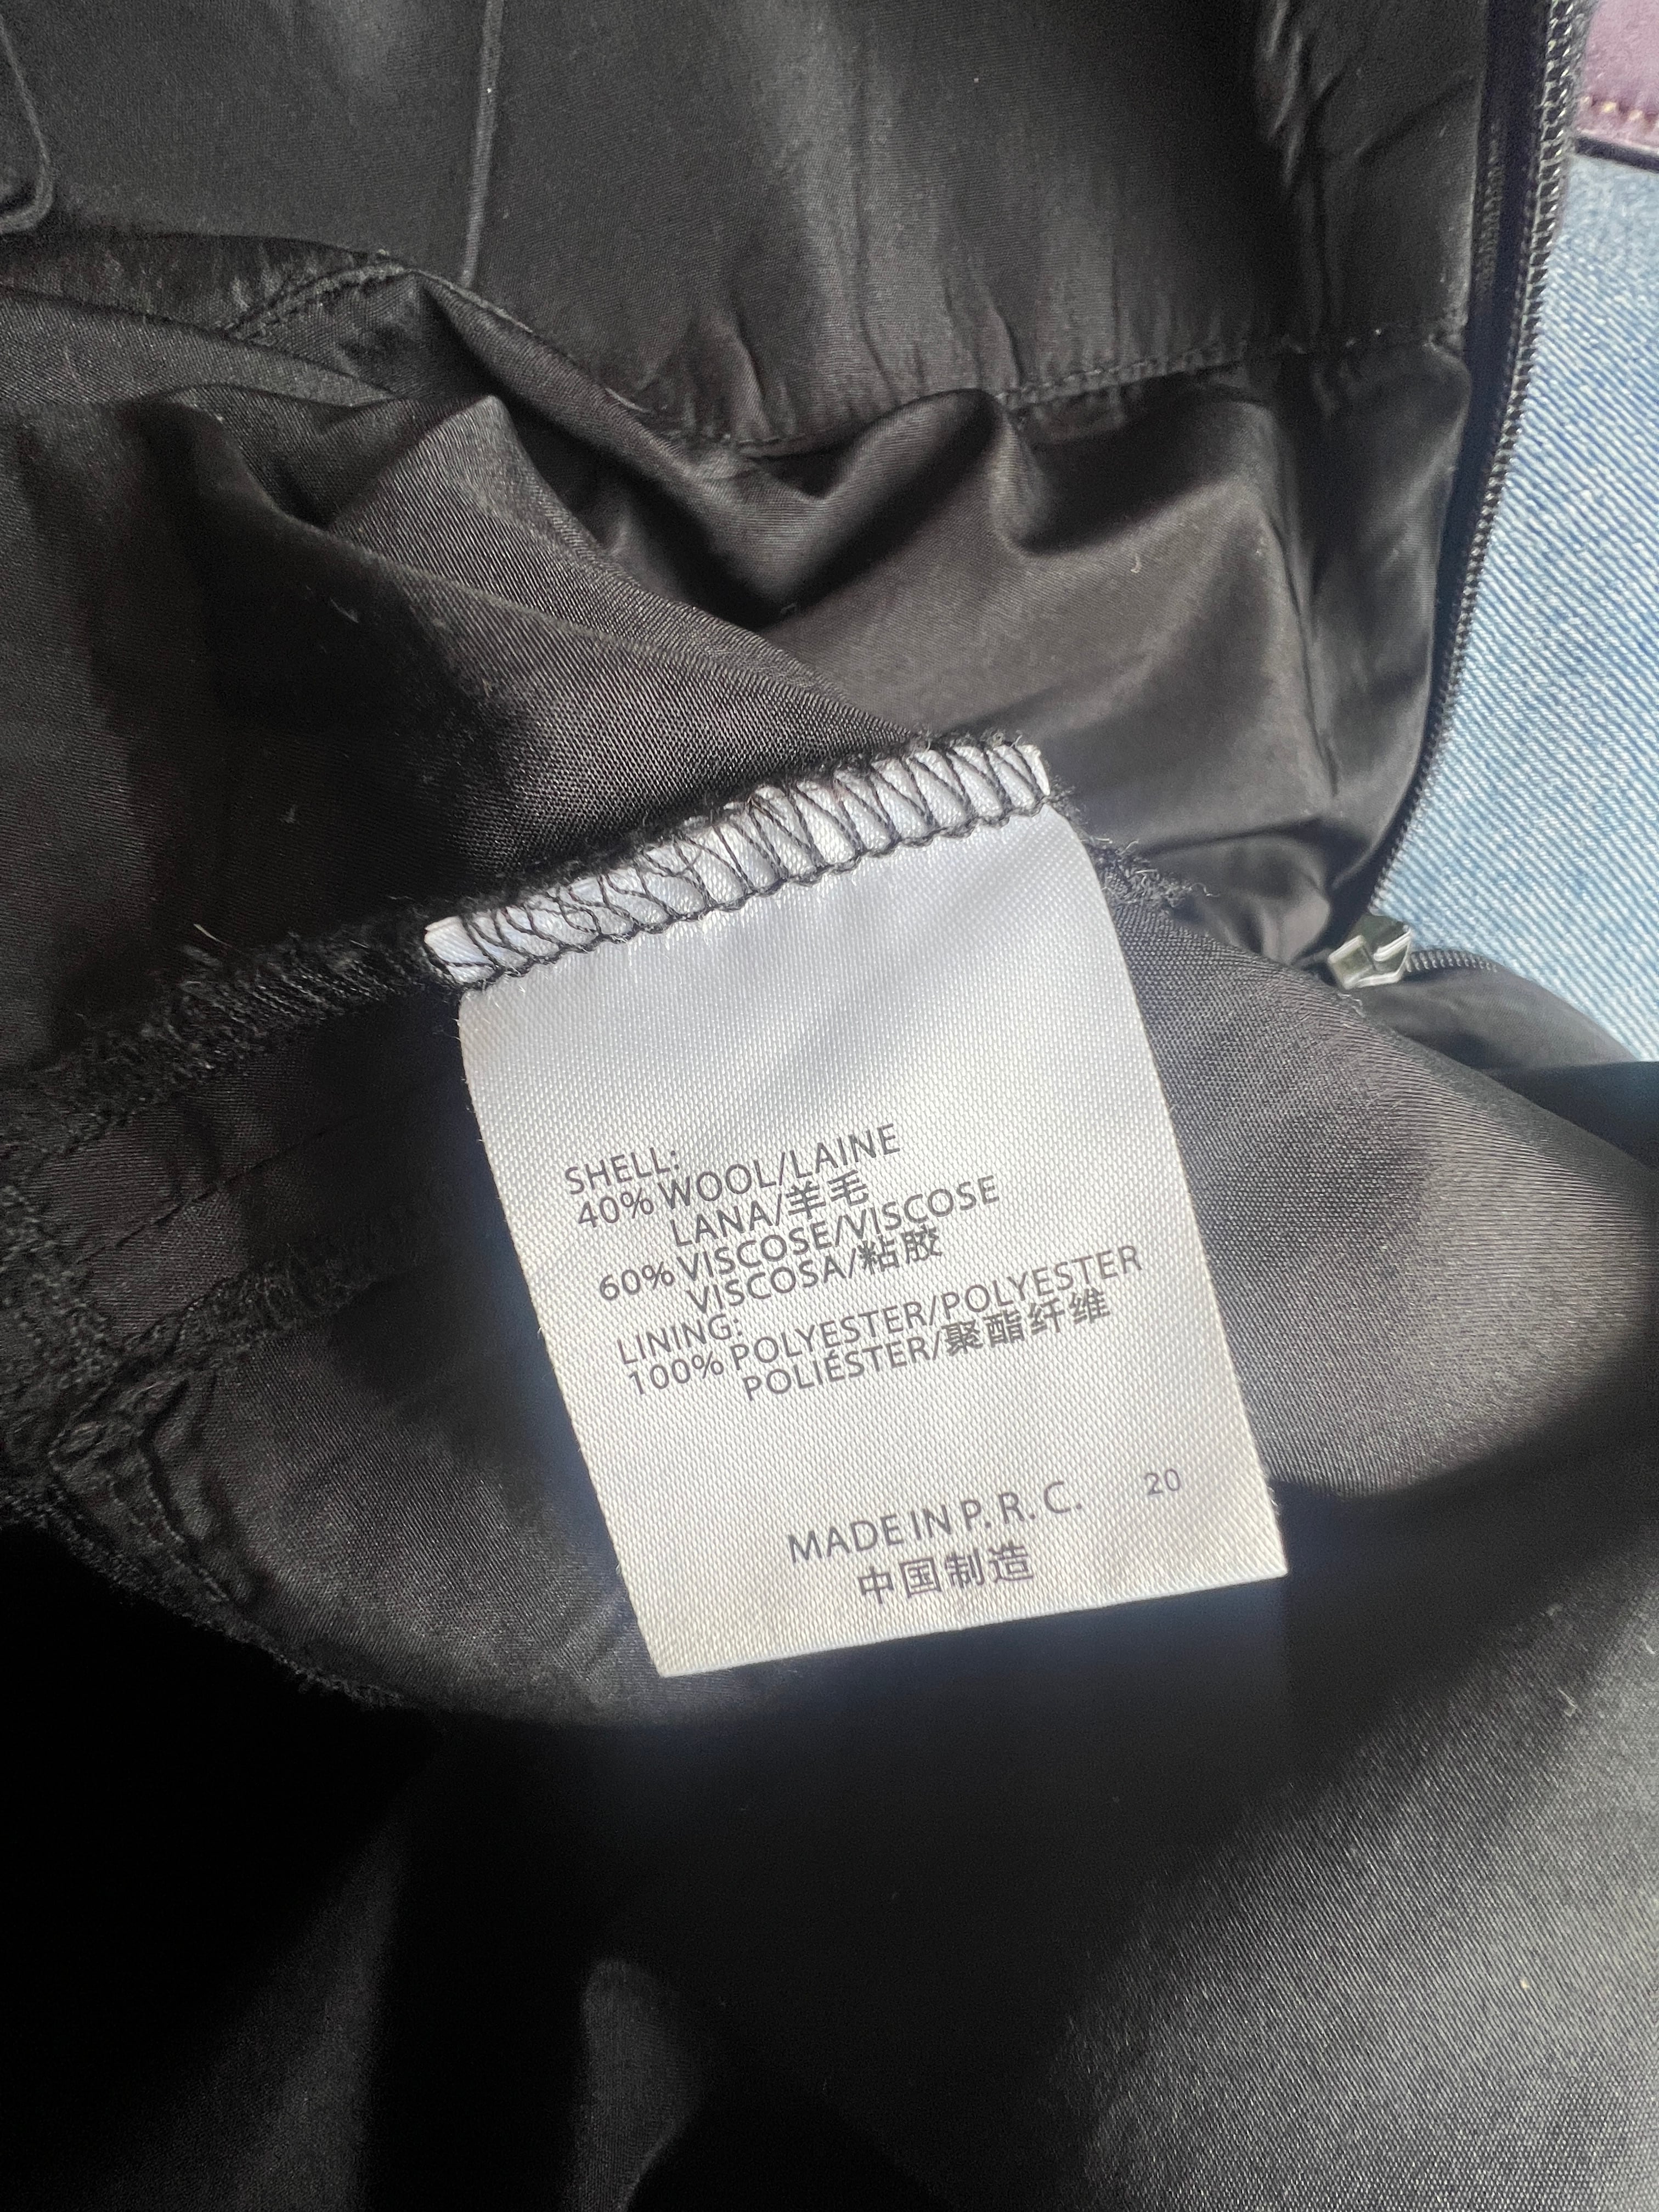 SHELL:
40% WOOL/LAINE
LANA/羊毛
60% VISCOSE/VISCOSE
VISCOSA/粘胶
LINING:
100% POLYESTER/POLYESTER
POLIÉSTER/聚酯纤维
MADE IN P. R. C. 20
中国制造